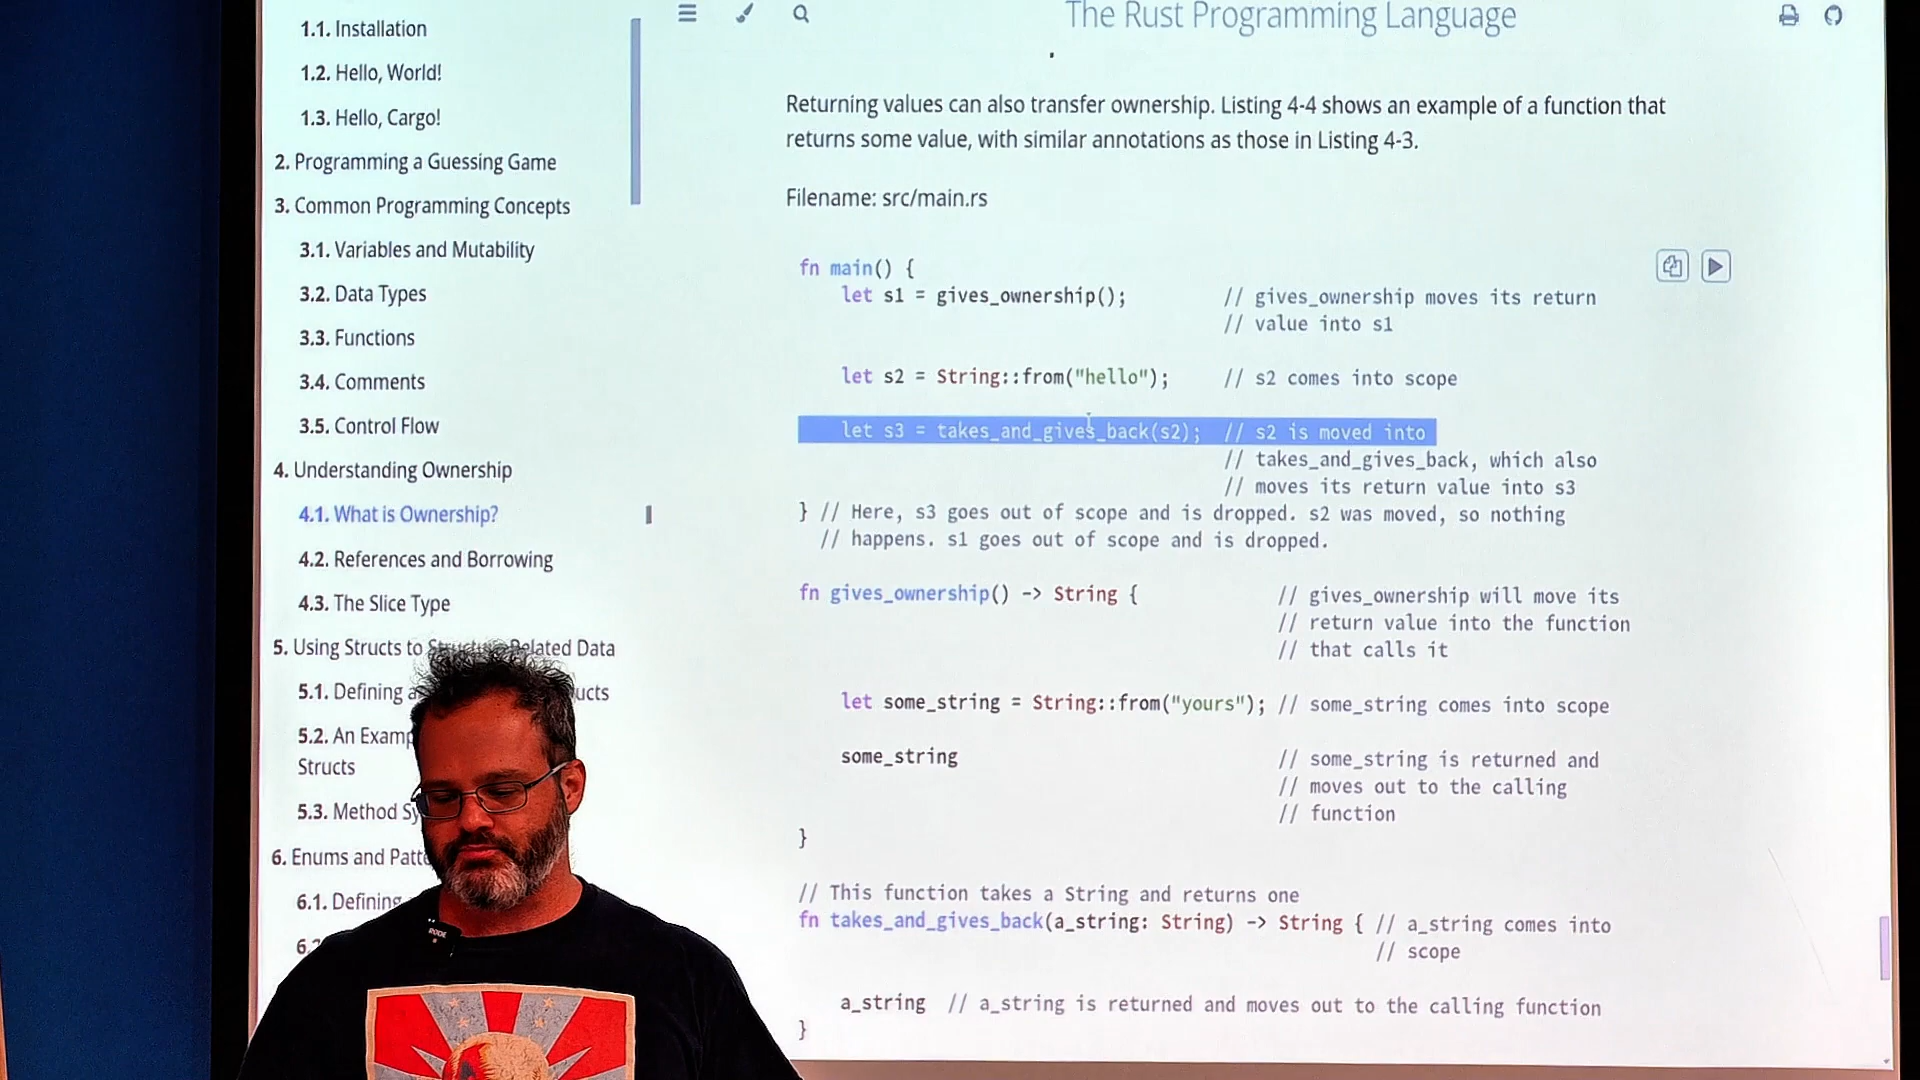 1.1. Installation
1.2. Hello, World!
1.3. Hello, Cargo!
2. Programming a Guessing Game
3. Common Programming Concepts
3.1. Variables and Mutability
3.2. Data Types
3.3. Functions
3.4. Comments
3.5. Control Flow
4. Understanding Ownership
4.1. What is Ownership?
4.2. References and Borrowing
4.3. The Slice Type
5. Using Structs to Related Data
5.1. Defining
5.2. An
Structs
5.3. Method
6. Enums and
6.1. Defining
The Rust Programming Language
Returning values can also transfer ownership. Listing 4-4 shows an example of a function that
returns some value, with similar annotations as those in Listing 4-3.
Filename: src/main.rs
fn main() {
let s1 = gives_ownership(); // gives_ownership moves its return
// value into s1
let s2 = String::from("hello"); // s2 comes into scope
let s3 = takes_and_gives_back(s2); // s2 is moved into
// takes_and_gives_back, which also
// moves its return value into s3
} // Here, s3 goes out of scope and is dropped. s2 was moved, so nothing
// happens. s1 goes out of scope and is dropped.
fn gives_ownership() -> String { // gives_ownership will move its
// return value into the function
// that calls it
let some_string = String::from("yours"); // some_string comes into scope
some_string // some_string is returned and
// moves out to the calling
// function
}
// This function takes a String and returns one
fn takes_and_gives_back(a_string: String) -> String { // a_string comes into
// scope
a_string // a_string is returned and moves out to the calling function
}
RODE